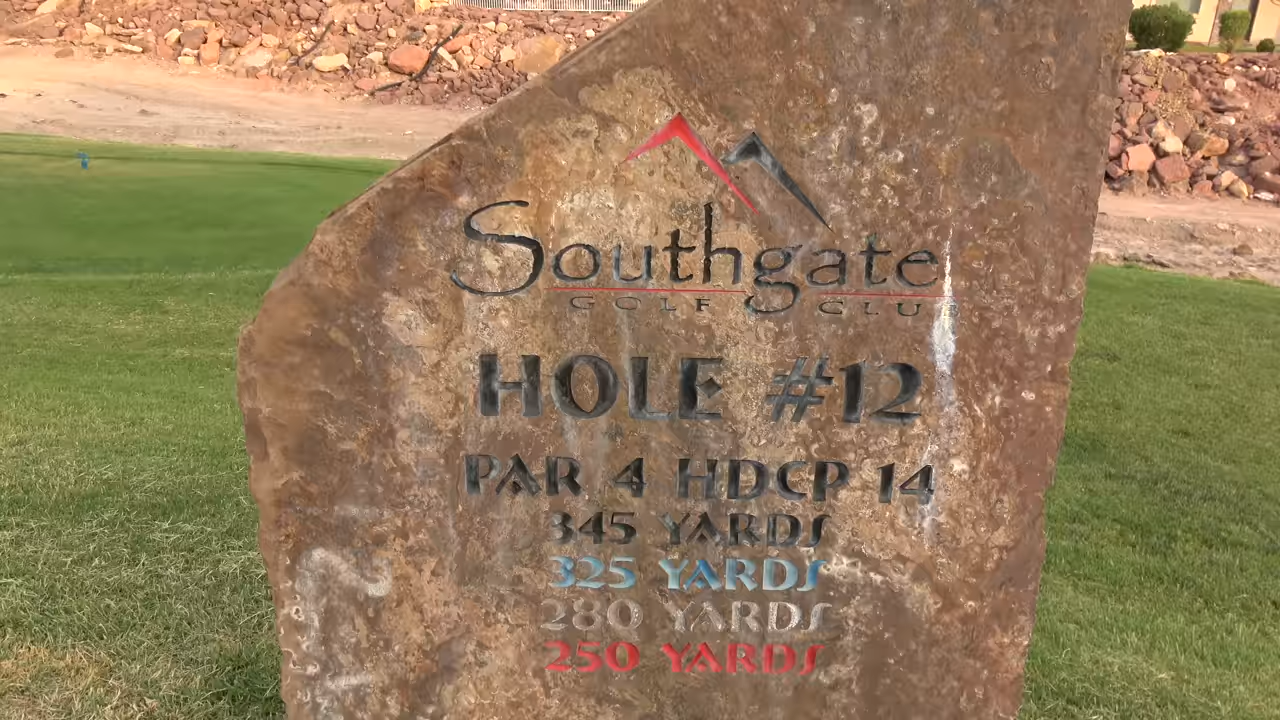 Southgate
GOLF CLUB
HOLE #12
PAR 4 HDCP 14
345 YARDS
325 YARDS
280 YARDS
250 YARDS